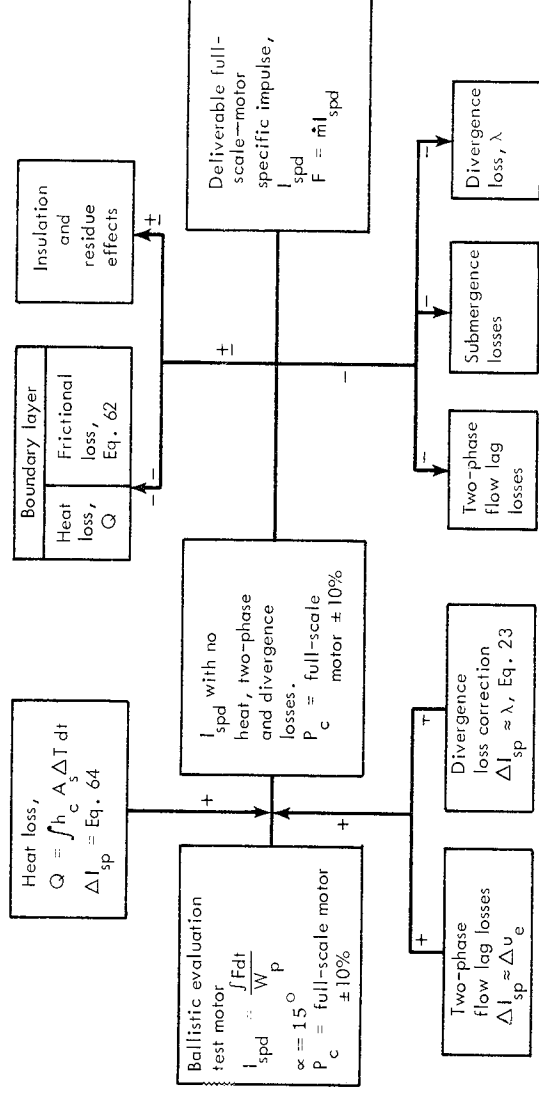 Heat loss,
Q = ∫h_c A_s ΔT dt
ΔI_sp = Eq. 64
Boundary layer
Heat
loss,
Q
Frictional
loss,
Eq. 62
Insulation
and
residue
effects
+
−
±
±
Ballistic evaluation
test motor
I_spd = ∫Fdt / W_p
∝ = 15°
P_c = full-scale motor
±10%
I_spd with no
heat, two-phase
and divergence
losses.
P_c = full-scale
motor ±10%
Deliverable full-
scale—motor
specific impulse,
I_spd
F = ṁI_spd
+
+
+
−
−
−
−
Two-phase
flow lag losses
ΔI_sp ≈ Δu_e
Divergence
loss correction
ΔI_sp ≈ λ, Eq. 23
Two-phase
flow lag
losses
Submergence
losses
Divergence
loss, λ